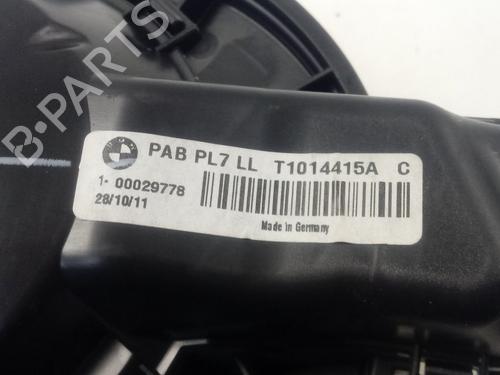 PAB PL7 LL T1014415A C
1- 00029778
28/10/11
Made in Germany
B-PARTS